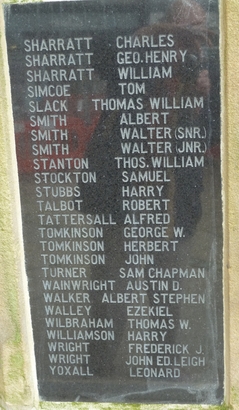 SHARRATT CHARLES
SHARRATT GEO. HENRY
SHARRATT WILLIAM
SIMCOE TOM
SLACK THOMAS WILLIAM
SMITH ALBERT
SMITH WALTER (SNR.)
SMITH WALTER (JNR.)
STANTON THOS. WILLIAM
STOCKTON SAMUEL
STUBBS HARRY
TALBOT ROBERT
TATTERSALL ALFRED
TOMKINSON GEORGE W.
TOMKINSON HERBERT
TOMKINSON JOHN
TURNER SAM CHAPMAN
WAINWRIGHT AUSTIN D.
WALKER ALBERT STEPHEN
WALLEY EZEKIEL
WILBRAHAM THOMAS W.
WILLIAMSON HARRY
WRIGHT FREDERICK J.
WRIGHT JOHN ED. LEIGH
YOXALL LEONARD